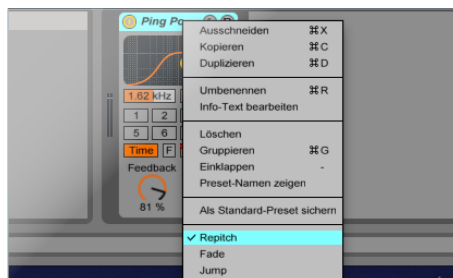 Ping Po
Ausschneiden ⌘X
Kopieren ⌘C
Duplizieren ⌘D
1.62 kHz
Umbenennen ⌘R
Info-Text bearbeiten
1 2
5 6
Löschen
Time F
Gruppieren ⌘G
Feedback
Einklappen -
Preset-Namen zeigen
81 %
Als Standard-Preset sichern
✓ Repitch
Fade
Jump